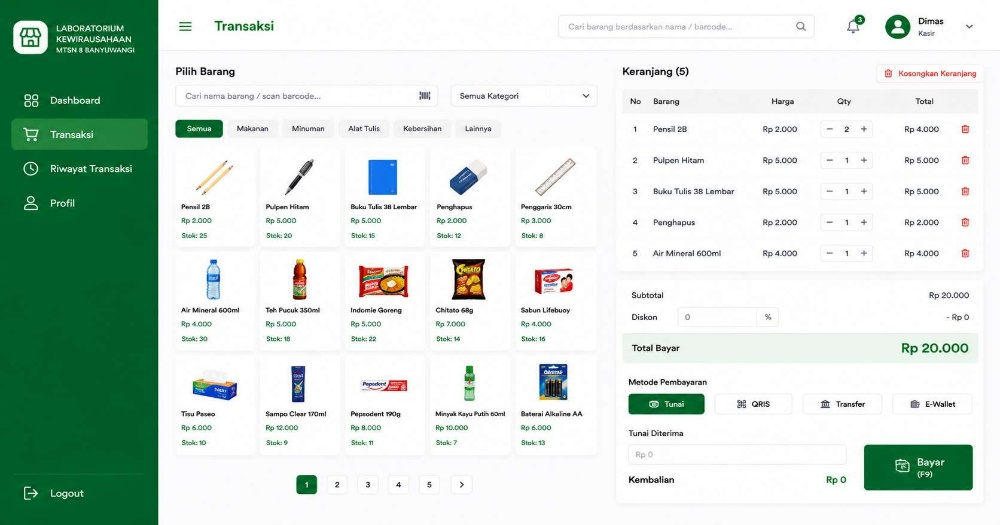 LABORATORIUM
KEWIRAUSAHAAN
MTSN 8 BANYUWANGI
Dashboard
Transaksi
Riwayat Transaksi
Profil
Logout
Transaksi
Cari barang berdasarkan nama / barcode...
3
Dimas
Kasir
Pilih Barang
Cari nama barang / scan barcode...
Semua Kategori
Semua
Makanan
Minuman
Alat Tulis
Kebersihan
Lainnya
Pensil 2B
Rp 2.000
Stok: 25
Pulpen Hitam
Rp 5.000
Stok: 20
Buku Tulis 38 Lembar
Rp 5.000
Stok: 15
Penghapus
Rp 2.000
Stok: 12
Penggaris 30cm
Rp 3.000
Stok: 8
Air Mineral 600ml
Rp 4.000
Stok: 30
Teh Pucuk 350ml
Rp 5.000
Stok: 18
Indomie Goreng
Rp 5.000
Stok: 22
CHITATO
Chitato 68g
Rp 7.000
Stok: 14
Sabun Lifebuoy
Rp 4.000
Stok: 16
Tisu Paseo
Rp 6.000
Stok: 10
Sampo Clear 170ml
Rp 12.000
Stok: 9
Pepsodent
Pepsodent 190g
Rp 8.000
Stok: 11
Minyak Kayu Putih 60ml
Rp 10.000
Stok: 7
Baterai Alkaline AA
Rp 6.000
Stok: 13
1 2 3 4 5
Keranjang (5)
Kosongkan Keranjang
No Barang Harga Qty Total
1 Pensil 2B Rp 2.000 − 2 + Rp 4.000
2 Pulpen Hitam Rp 5.000 − 1 + Rp 5.000
3 Buku Tulis 38 Lembar Rp 5.000 − 1 + Rp 5.000
4 Penghapus Rp 2.000 − 1 + Rp 2.000
5 Air Mineral 600ml Rp 4.000 − 1 + Rp 4.000
Subtotal Rp 20.000
Diskon 0 % - Rp 0
Total Bayar Rp 20.000
Metode Pembayaran
Tunai
QRIS
Transfer
E-Wallet
Tunai Diterima
Rp 0
Kembalian Rp 0
Bayar
(F9)